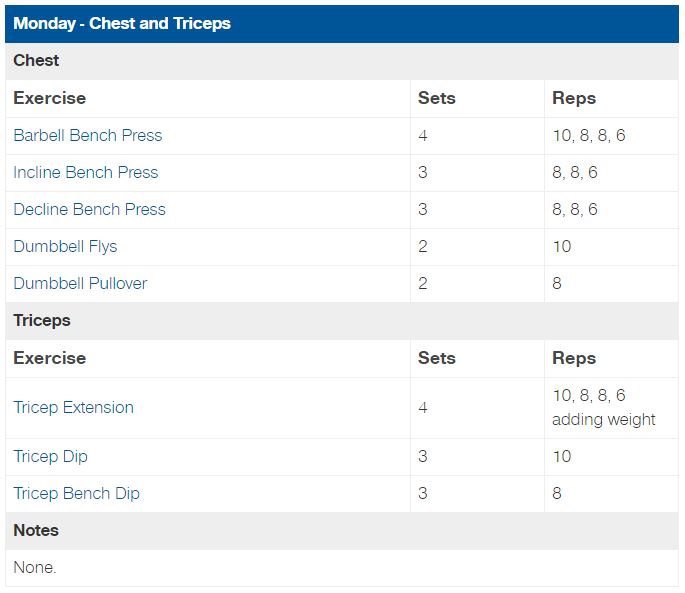 Monday - Chest and Triceps
Chest
Exercise Sets Reps
Barbell Bench Press 4 10, 8, 8, 6
Incline Bench Press 3 8, 8, 6
Decline Bench Press 3 8, 8, 6
Dumbbell Flys 2 10
Dumbbell Pullover 2 8
Triceps
Exercise Sets Reps
Tricep Extension 4 10, 8, 8, 6
adding weight
Tricep Dip 3 10
Tricep Bench Dip 3 8
Notes
None.